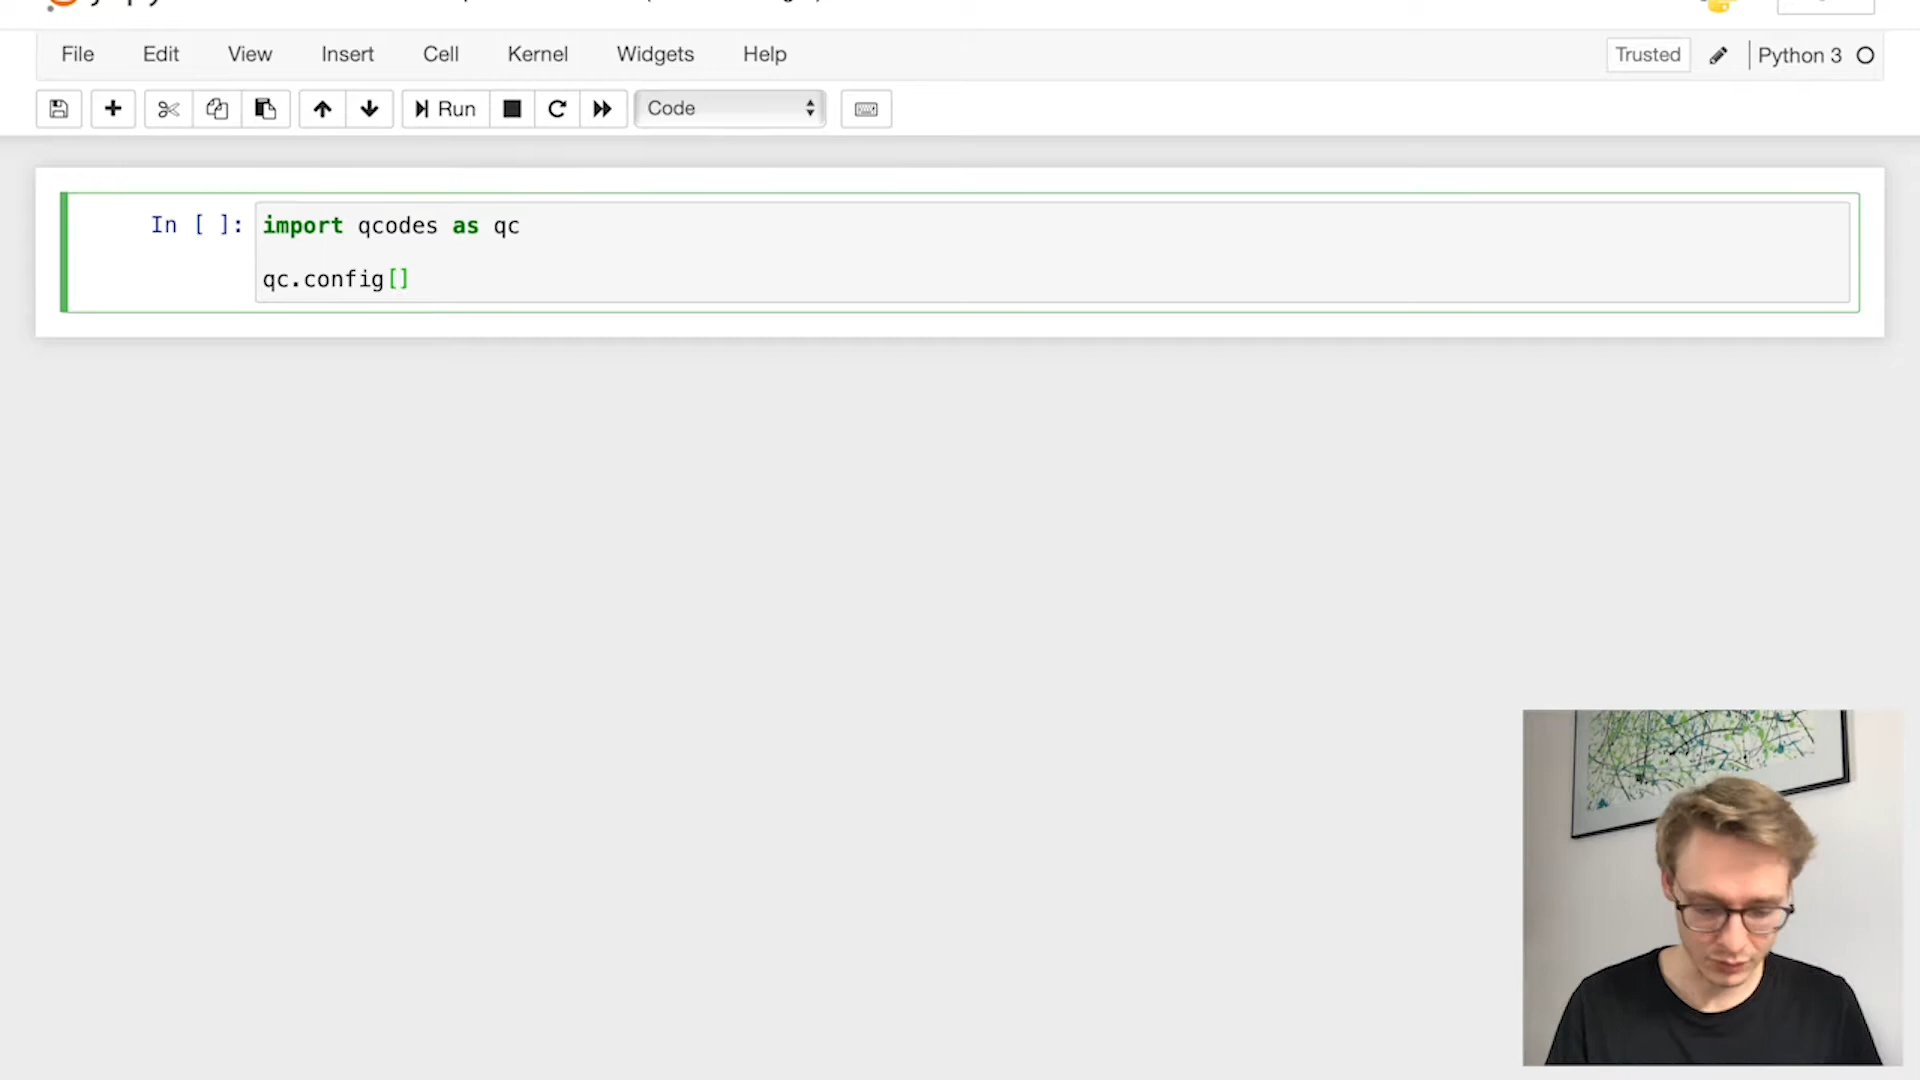 File Edit View Insert Cell Kernel Widgets Help Trusted Python 3
Run Code
In [ ]: import qcodes as qc
qc.config[]